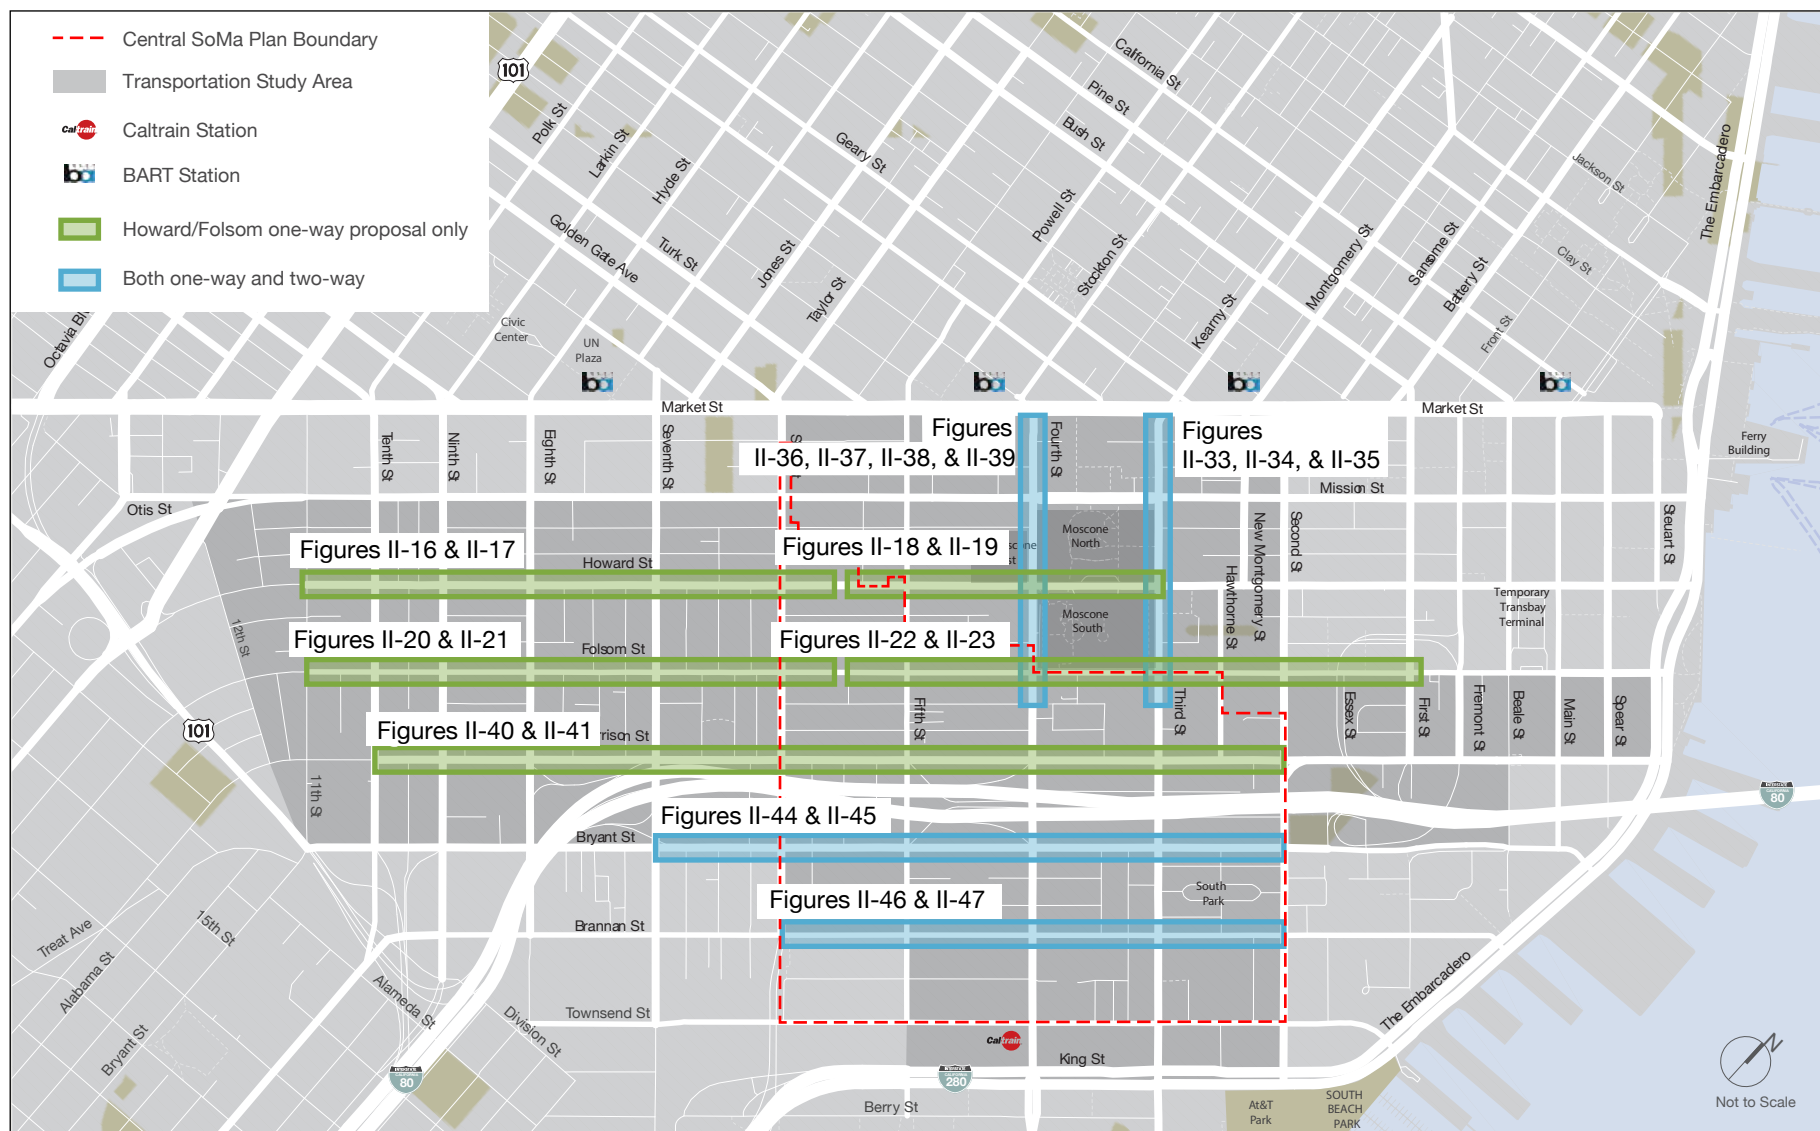 Central SoMa Plan Boundary
Transportation Study Area
Caltrain
Caltrain Station
ba
BART Station
Howard/Folsom one-way proposal only
Both one-way and two-way
101
California St
Pine St
Bush St
Polk St
Larkin St
Hyde St
Geary St
Jackson St
The Embarcadero
Powell St
Stockton St
Golden Gate Ave
Turk St
Jones St
Taylor St
Montgomery St
Sansome St
Battery St
Clay St
Kearny St
Front St
Octavia
Civic
Center
UN
Plaza
ba
ba
ba
ba
Market St
Market St
Tenth St
Ninth St
Eighth St
Seventh St
Figures
II-36, II-37, II-38, & II-39
Fourth St
Figures
II-33, II-34, & II-35
Ferry
Building
Mission St
Otis St
Steuart St
Second St
New Montgomery St
Hawthorne St
Moscone
North
Figures II-16 & II-17
Howard St
Figures II-18 & II-19
Temporary
Transbay
Terminal
Moscone
South
12th St
Figures II-20 & II-21
Folsom St
Figures II-22 & II-23
Fifth St
Third St
Essex St
First St
Fremont St
Beale St
Main St
Spear St
101
Figures II-40 & II-41
rrison St
11th St
80
Figures II-44 & II-45
Bryant St
South
Park
Figures II-46 & II-47
Brannan St
15th St
Treat Ave
Alabama St
Alameda St
Division St
Bryant St
Townsend St
The Embarcadero
Caltrain
King St
80
280
Berry St
At&T
Park
SOUTH
BEACH
PARK
N
Not to Scale